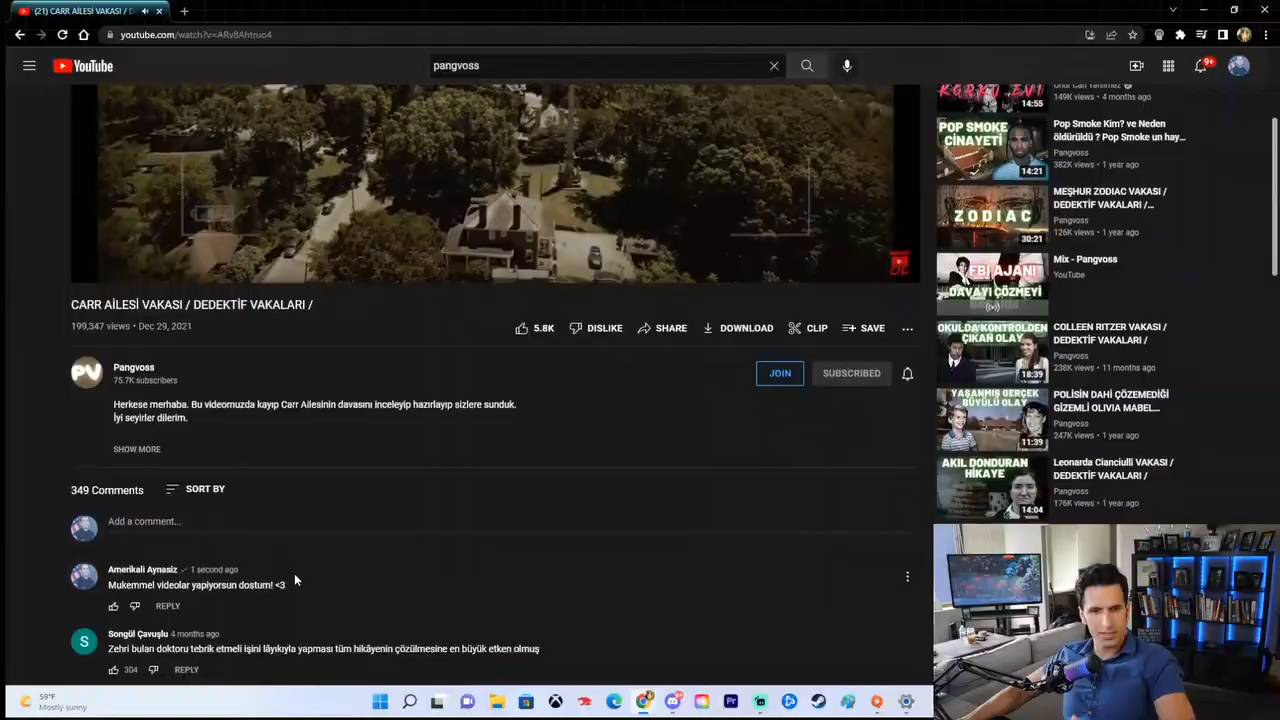 (21) CARR AİLESİ VAKASI / D
youtube.com/watch?v=ARv8Ahtruo4
YouTube
pangvoss
9+
CARR AİLESİ VAKASI / DEDEKTİF VAKALARI /
199,347 views • Dec 29, 2021
5.8K
DISLIKE
SHARE
DOWNLOAD
CLIP
SAVE
PV
Pangvoss
75.7K subscribers
JOIN
SUBSCRIBED
Herkese merhaba. Bu videomuzda kayıp Carr Ailesinin davasını inceleyip hazırlayıp sizlere sunduk.
İyi seyirler dilerim.
SHOW MORE
349 Comments
SORT BY
Add a comment...
Amerikali Aynasiz
1 second ago
Mukemmel videolar yapiyorsun dostum! <3
REPLY
S
Songül Çavuşlu 4 months ago
Zehri bulan doktoru tebrik etmeli işini lâyıkıyla yapması tüm hikâyenin çözülmesine en büyük etken olmuş
304
REPLY
KORKU EVİ
14:55
149K views • 4 months ago
POP SMOKE
CİNAYETİ
14:21
Pop Smoke Kim? ve Neden
öldürüldü ? Pop Smoke un hay...
Pangvoss
382K views • 1 year ago
ZODIAC
30:21
MEŞHUR ZODIAC VAKASI /
DEDEKTİF VAKALARI /...
Pangvoss
126K views • 1 year ago
FBI AJANI
DAVAYI ÇÖZMEYİ
Mix - Pangvoss
YouTube
OKULDA KONTROLDEN
ÇIKAN OLAY
18:39
COLLEEN RITZER VAKASI /
DEDEKTİF VAKALARI /
Pangvoss
238K views • 11 months ago
YAŞANMIŞ GERÇEK
BÜYÜLÜ OLAY
11:39
POLİSİN DAHİ ÇÖZEMEDİĞİ
GİZEMLİ OLIVIA MABEL...
Pangvoss
247K views • 1 year ago
AKIL DONDURAN
HİKAYE
14:04
Leonarda Cianciulli VAKASI /
DEDEKTİF VAKALARI /
Pangvoss
176K views • 1 year ago
59°F
Mostly sunny
Pr